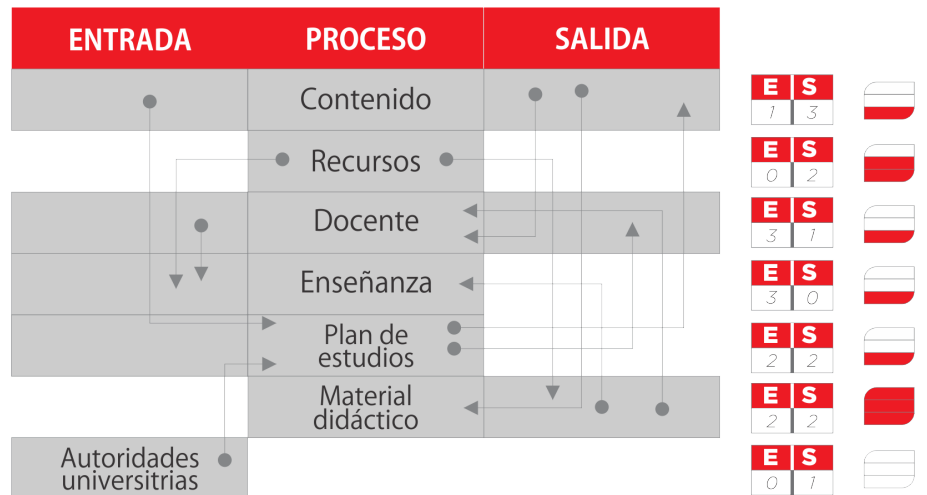 ENTRADA PROCESO SALIDA
Contenido
E S
1 3
Recursos
E S
0 2
Docente
E S
3 1
Enseñanza
E S
3 0
Plan de
estudios
E S
2 2
Material
didáctico
E S
2 2
Autoridades
universitrias
E S
0 1